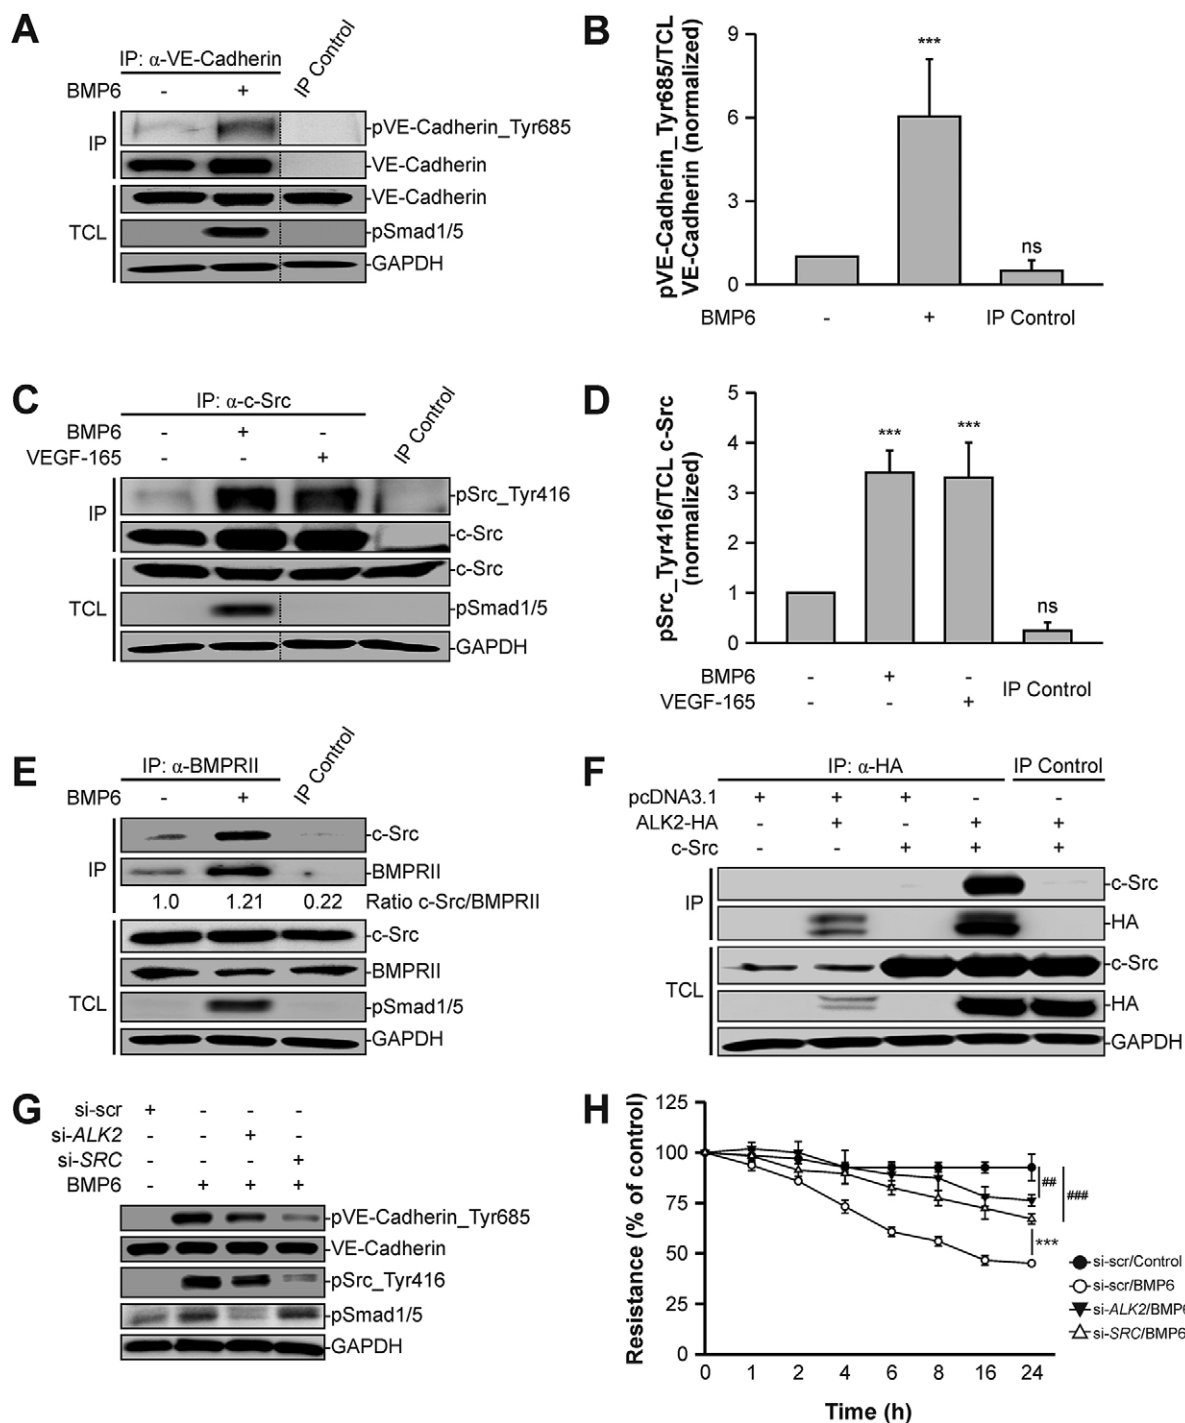 A
IP: α-VE-Cadherin
IP Control
BMP6 - +
IP
-pVE-Cadherin_Tyr685
-VE-Cadherin
TCL
-VE-Cadherin
-pSmad1/5
-GAPDH
B
pVE-Cadherin_Tyr685/TCL
VE-Cadherin (normalized)
9
6
3
0
***
ns
BMP6 - + IP Control
C
IP: α-c-Src
IP Control
BMP6 - + -
VEGF-165 - - +
IP
-pSrc_Tyr416
-c-Src
TCL
-c-Src
-pSmad1/5
-GAPDH
D
pSrc_Tyr416/TCL c-Src
(normalized)
5
4
3
2
1
0
*** ***
ns
BMP6 - + -
VEGF-165 - - +
IP Control
E
IP: α-BMPRII
IP Control
BMP6 - +
IP
-c-Src
-BMPRII
1.0 1.21 0.22 Ratio c-Src/BMPRII
TCL
-c-Src
-BMPRII
-pSmad1/5
-GAPDH
F
IP: α-HA IP Control
pcDNA3.1 + + + - -
ALK2-HA - + - + +
c-Src - - + + +
IP
-c-Src
-HA
TCL
-c-Src
-HA
-GAPDH
G
si-scr + - - -
si-ALK2 - - + -
si-SRC - - - +
BMP6 - + + +
-pVE-Cadherin_Tyr685
-VE-Cadherin
-pSrc_Tyr416
-pSmad1/5
-GAPDH
H
Resistance (% of control)
125
100
75
50
25
0
## ###
***
si-scr/Control
si-scr/BMP6
si-ALK2/BMP6
si-SRC/BMP6
0 1 2 4 6 8 16 24
Time (h)